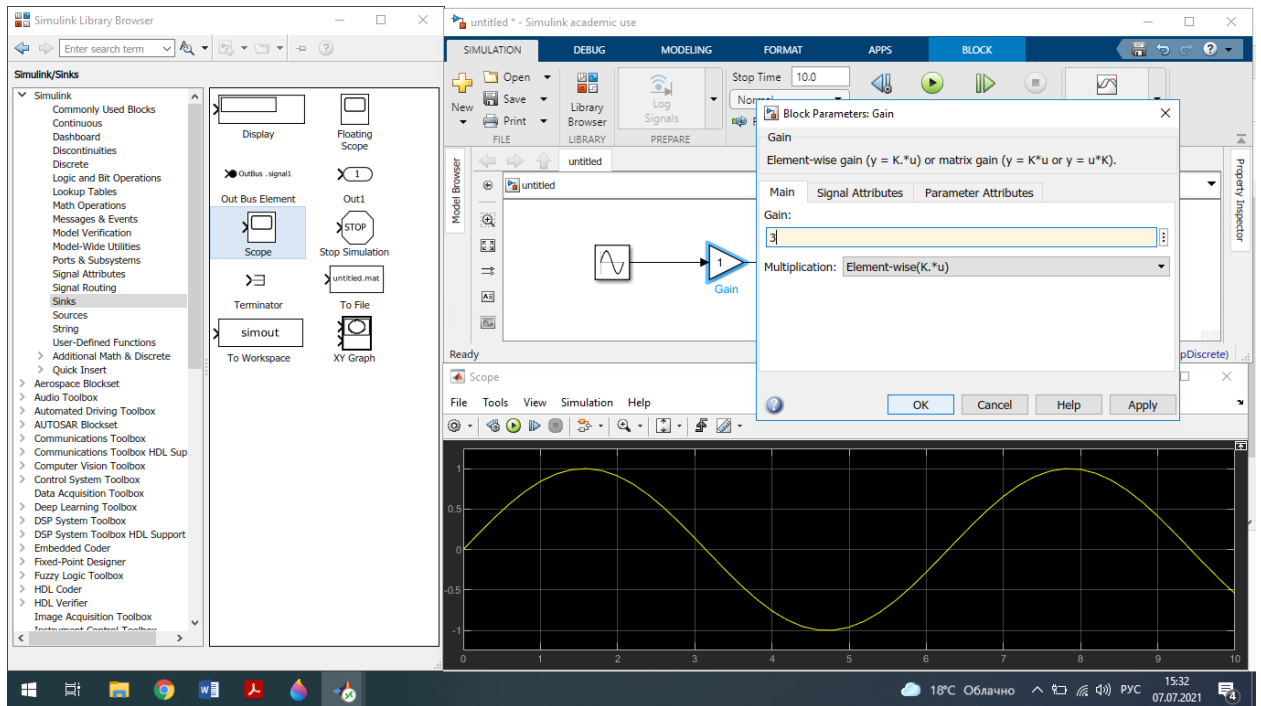 Simulink Library Browser
Enter search term
Simulink/Sinks
Simulink
Commonly Used Blocks
Continuous
Dashboard
Discontinuities
Discrete
Logic and Bit Operations
Lookup Tables
Math Operations
Messages & Events
Model Verification
Model-Wide Utilities
Ports & Subsystems
Signal Attributes
Signal Routing
Sinks
Sources
String
User-Defined Functions
Additional Math & Discrete
Quick Insert
Aerospace Blockset
Audio Toolbox
Automated Driving Toolbox
AUTOSAR Blockset
Communications Toolbox
Communications Toolbox HDL Sup
Computer Vision Toolbox
Control System Toolbox
Data Acquisition Toolbox
Deep Learning Toolbox
DSP System Toolbox
DSP System Toolbox HDL Support
Embedded Coder
Fixed-Point Designer
Fuzzy Logic Toolbox
HDL Coder
HDL Verifier
Image Acquisition Toolbox
Instrument Control Toolbox
Display
Floating
Scope
OutBus . signal1
1
Out Bus Element
Out1
STOP
Scope
Stop Simulation
untitled.mat
Terminator
To File
simout
To Workspace
XY Graph
untitled * - Simulink academic use
SIMULATION DEBUG MODELING FORMAT APPS BLOCK
New
Open
Save
Print
FILE
Library
Browser
LIBRARY
Log
Signals
PREPARE
Stop Time 10.0
untitled
Model Browser
untitled
Property Inspector
1
Gain
Ready
pDiscrete)
Block Parameters: Gain
Gain
Element-wise gain (y = K.*u) or matrix gain (y = K*u or y = u*K).
Main Signal Attributes Parameter Attributes
Gain:
3
Multiplication: Element-wise(K.*u)
OK Cancel Help Apply
Scope
File Tools View Simulation Help
1
0.5
0
-0.5
-1
0 1 2 3 4 5 6 7 8 9 10
18°C Облачно
РУС
15:32
07.07.2021
4